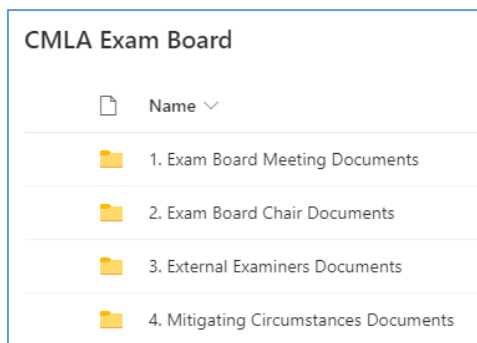 CMLA Exam Board
Name
1. Exam Board Meeting Documents
2. Exam Board Chair Documents
3. External Examiners Documents
4. Mitigating Circumstances Documents